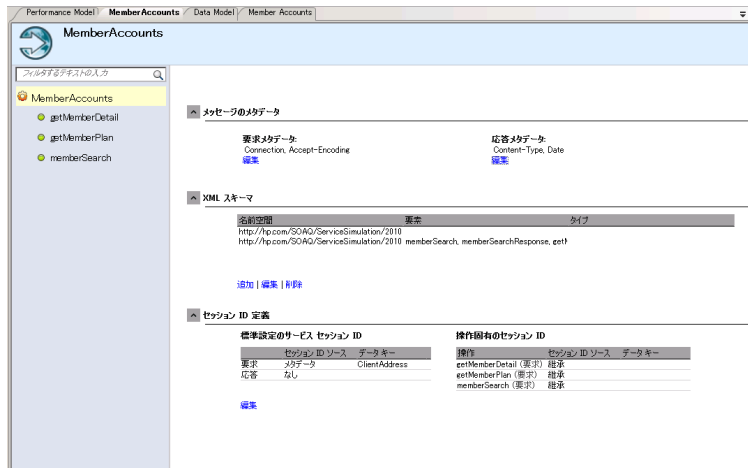 Performance Model MemberAccounts Data Model Member Accounts
MemberAccounts
フィルタするテキストの入力
MemberAccounts
getMemberDetail
getMemberPlan
memberSearch
メッセージのメタデータ
要求メタデータ: 応答メタデータ:
Connection, Accept-Encoding Content-Type, Date
編集 編集
XML スキーマ
名前空間 要素 タイプ
http://hp.com/SOAQ/ServiceSimulation/2010
http://hp.com/SOAQ/ServiceSimulation/2010 memberSearch, memberSearchResponse, getM
追加 | 編集 | 削除
セッション ID 定義
標準設定のサービス セッション ID 操作固有のセッション ID
セッション ID ソース データ キー 操作 セッション ID ソース データ キー
要求 メタデータ ClientAddress getMemberDetail (要求) 継承
応答 なし getMemberPlan (要求) 継承
memberSearch (要求) 継承
編集